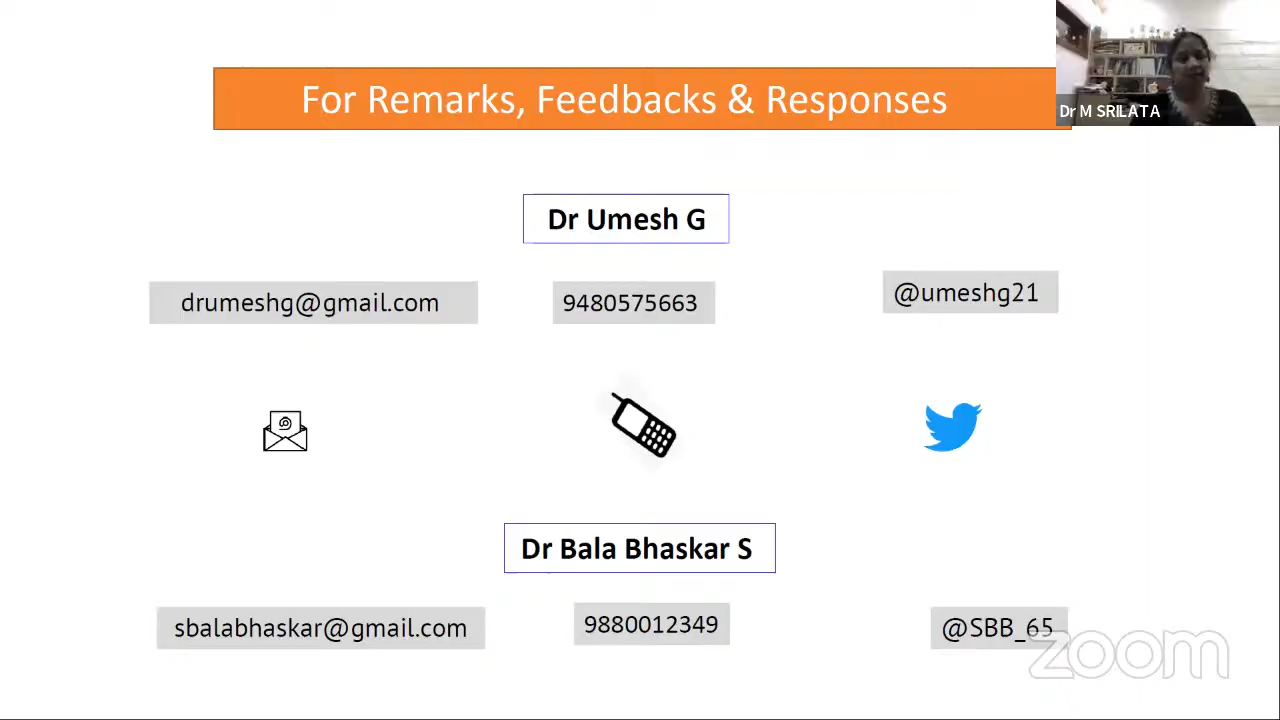 For Remarks, Feedbacks & Responses
Dr M SRILATA
Dr Umesh G
drumeshg@gmail.com
9480575663
@umeshg21
Dr Bala Bhaskar S
sbalabhaskar@gmail.com
9880012349
@SBB_65
zoom